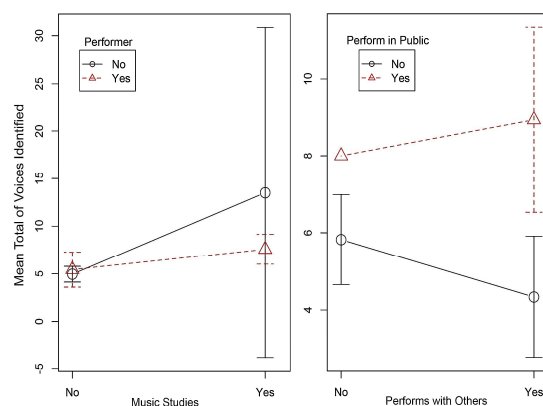 Mean Total of Voices Identified
30
25
20
15
10
5
0
-5
Performer
No
Yes
No
Yes
Music Studies
10
8
6
4
Perform in Public
No
Yes
No
Yes
Performs with Others